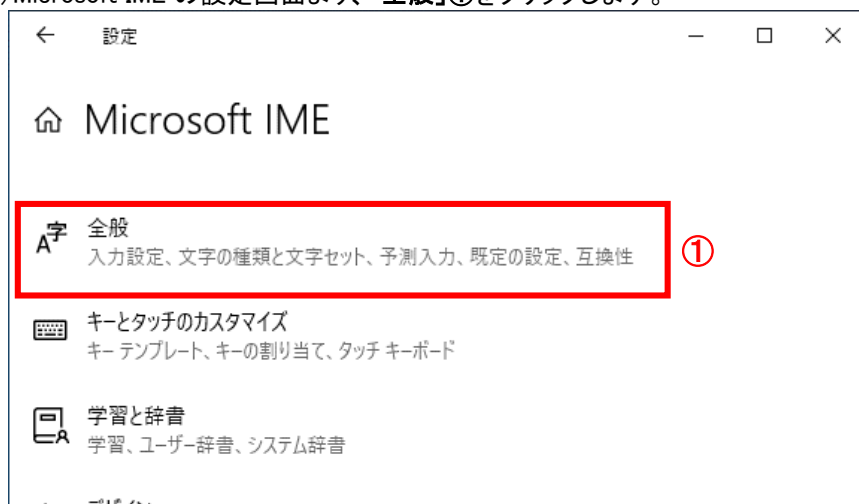 Microsoft IME の設定画面より、「全般」①をクリックします。
設定
Microsoft IME
全般
入力設定、文字の種類と文字セット、予測入力、既定の設定、互換性
①
キーとタッチのカスタマイズ
キー テンプレート、キーの割り当て、タッチ キーボード
学習と辞書
学習、ユーザー辞書、システム辞書